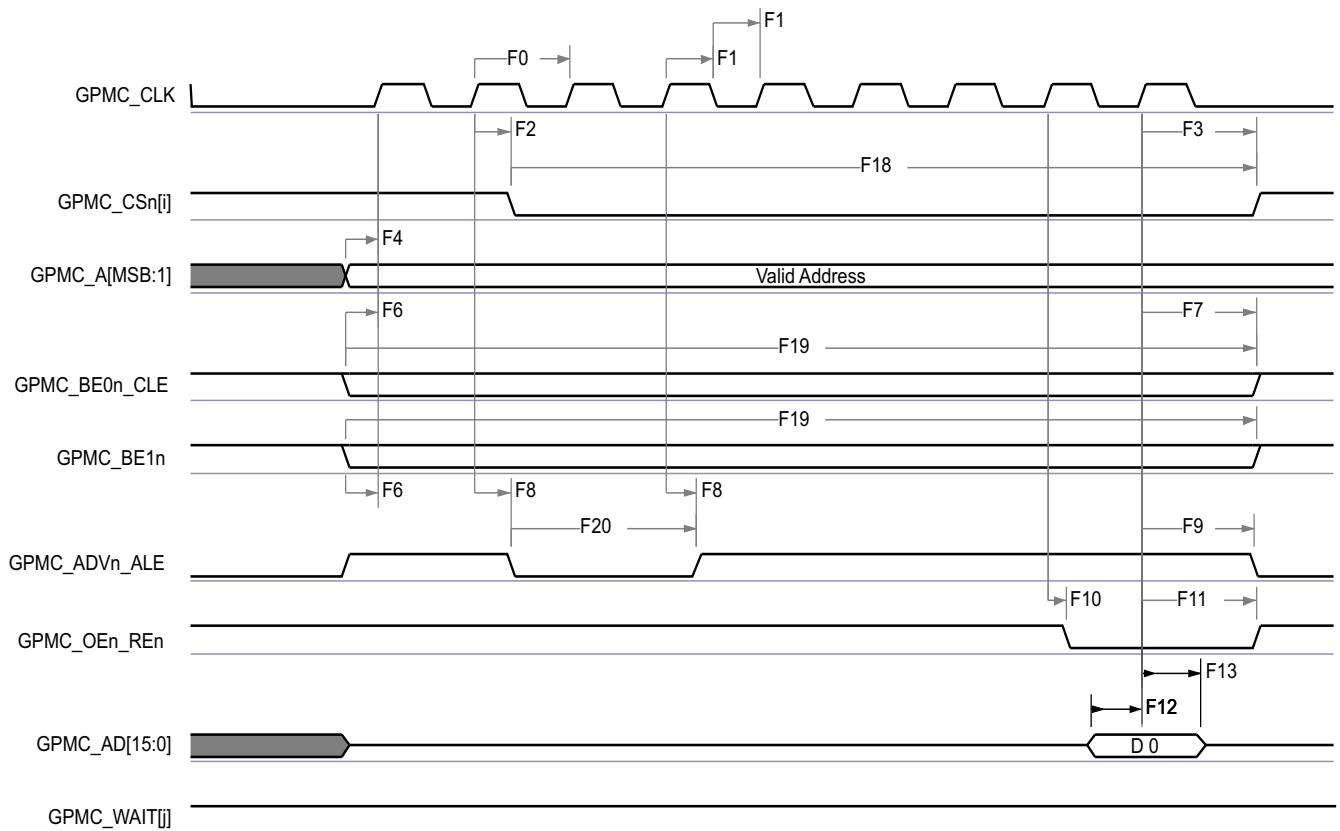 F1
F0 F1
GPMC_CLK
F2 F3
F18
GPMC_CSn[i]
F4
GPMC_A[MSB:1] Valid Address
F6 F7
F19
GPMC_BE0n_CLE
F19
GPMC_BE1n
F6 F8 F8
F20 F9
GPMC_ADVn_ALE
F10 F11
GPMC_OEn_REn
F13
F12
GPMC_AD[15:0] D 0
GPMC_WAIT[j]